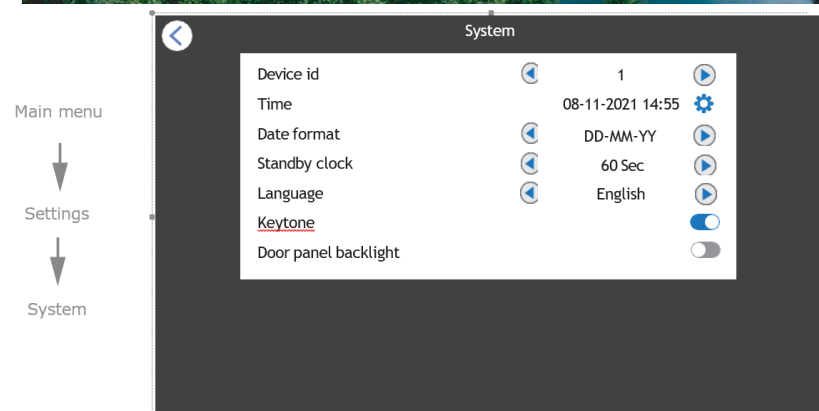 Main menu
Settings
System
System
Device id 1
Time 08-11-2021 14:55
Date format DD-MM-YY
Standby clock 60 Sec
Language English
Keytone
Door panel backlight